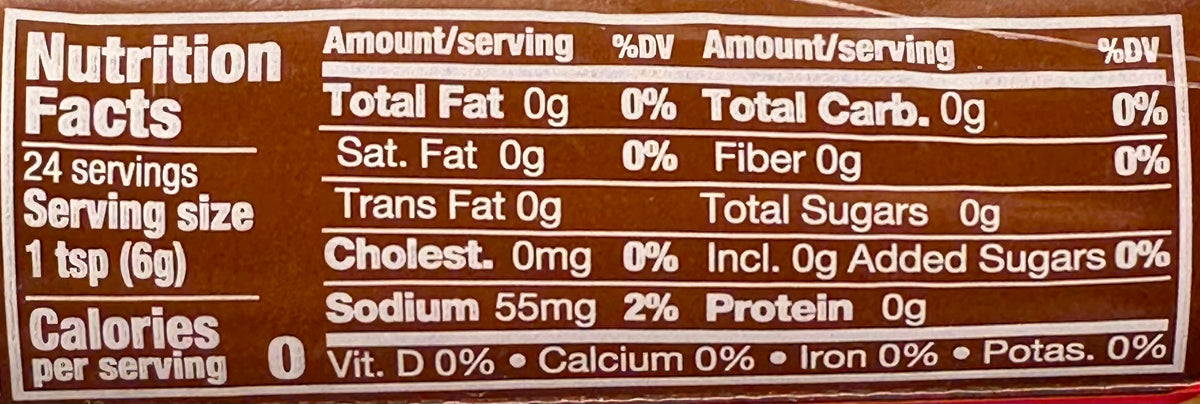 Nutrition
Facts
24 servings
Serving size
1 tsp (6g)
Calories
per serving 0
Amount/serving %DV Amount/serving %DV
Total Fat 0g 0% Total Carb. 0g 0%
Sat. Fat 0g 0% Fiber 0g 0%
Trans Fat 0g Total Sugars 0g
Cholest. 0mg 0% Incl. 0g Added Sugars 0%
Sodium 55mg 2% Protein 0g
Vit. D 0% • Calcium 0% • Iron 0% • Potas. 0%